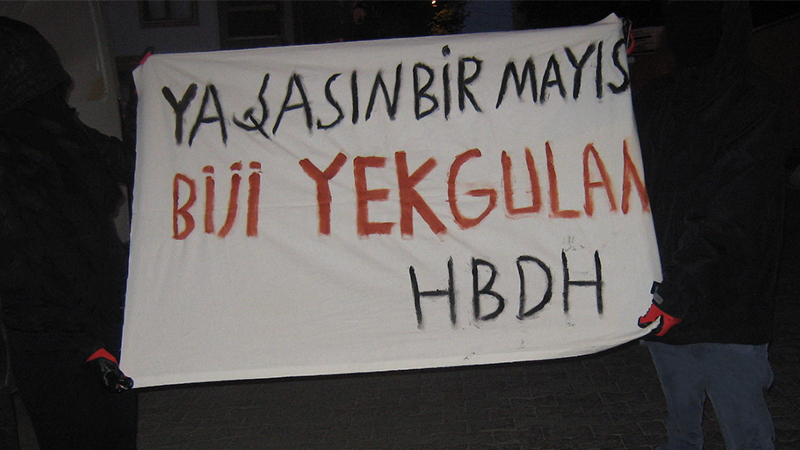 YAŞASIN BİR MAYIS
BİJİ YEKGULAN
HBDH